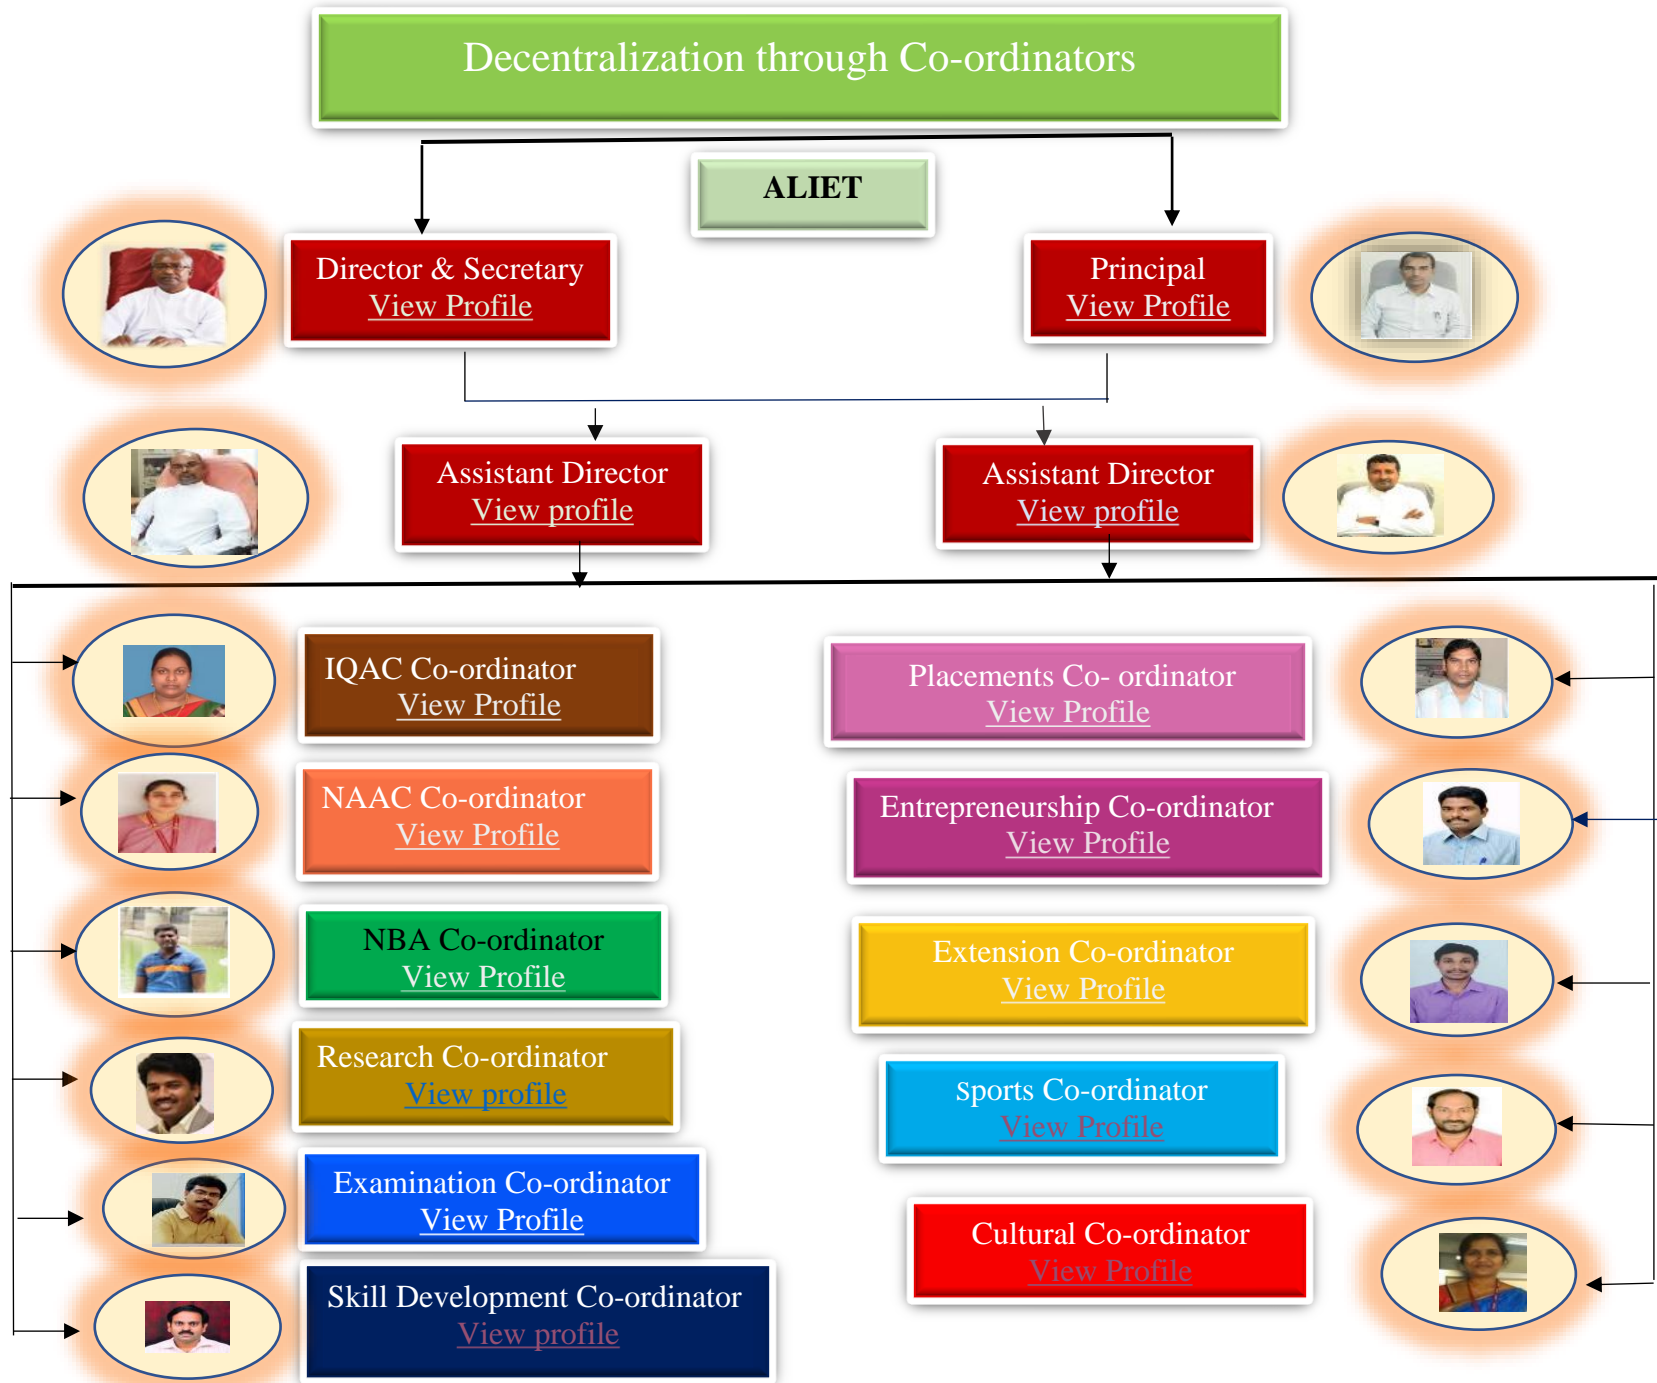 Decentralization through Co-ordinators
ALIET
Director & Secretary
View Profile
Principal
View Profile
Assistant Director
View profile
Assistant Director
View profile
IQAC Co-ordinator
View Profile
Placements Co- ordinator
View Profile
NAAC Co-ordinator
View Profile
Entrepreneurship Co-ordinator
View Profile
NBA Co-ordinator
View Profile
Extension Co-ordinator
View Profile
Research Co-ordinator
View profile
Sports Co-ordinator
View Profile
Examination Co-ordinator
View Profile
Cultural Co-ordinator
View Profile
Skill Development Co-ordinator
View profile